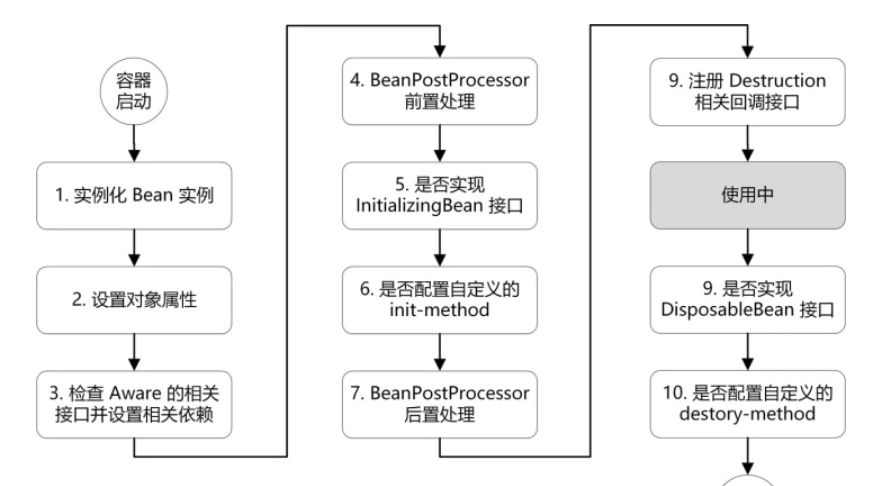 容器
启动
1. 实例化 Bean 实例
2. 设置对象属性
3. 检查 Aware 的相关
接口并设置相关依赖
4. BeanPostProcessor
前置处理
5. 是否实现
InitializingBean 接口
6. 是否配置自定义的
init-method
7. BeanPostProcessor
后置处理
9. 注册 Destruction
相关回调接口
使用中
9. 是否实现
DisposableBean 接口
10. 是否配置自定义的
destory-method